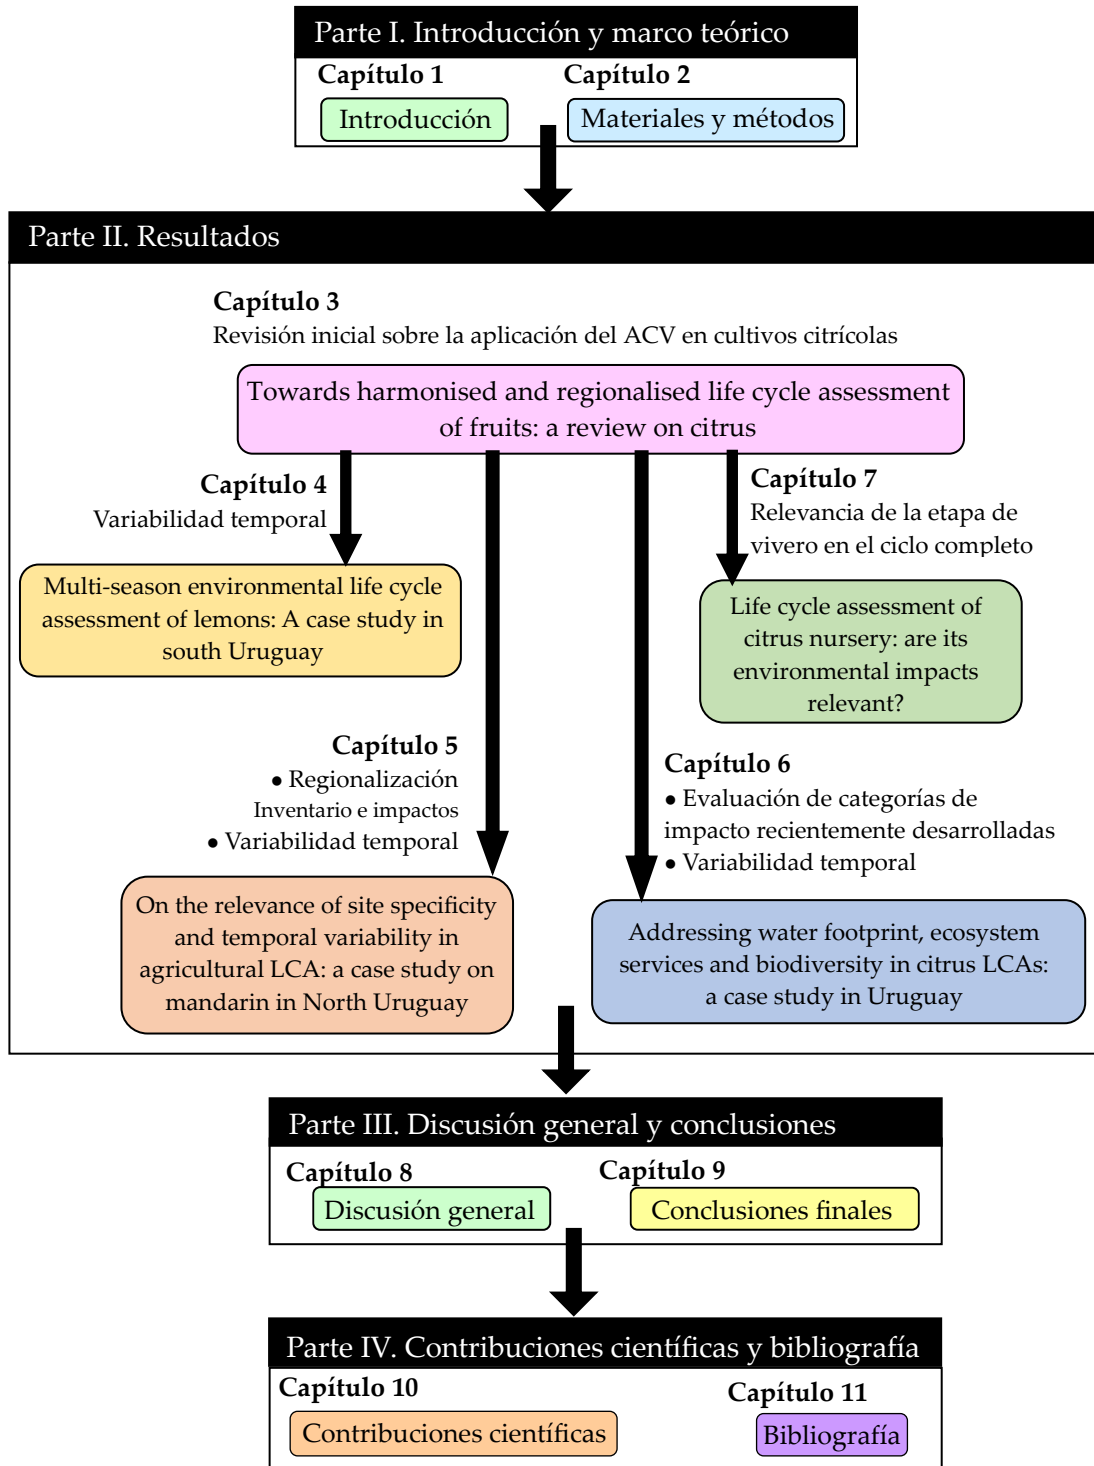 Parte I. Introducción y marco teórico
Capítulo 1
Introducción
Capítulo 2
Materiales y métodos
Parte II. Resultados
Capítulo 3
Revisión inicial sobre la aplicación del ACV en cultivos citrícolas
Towards harmonised and regionalised life cycle assessment
of fruits: a review on citrus
Capítulo 4
Variabilidad temporal
Multi-season environmental life cycle
assessment of lemons: A case study in
south Uruguay
Capítulo 7
Relevancia de la etapa de
vivero en el ciclo completo
Life cycle assessment of
citrus nursery: are its
environmental impacts
relevant?
Capítulo 5
• Regionalización
Inventario e impactos
• Variabilidad temporal
On the relevance of site specificity
and temporal variability in
agricultural LCA: a case study on
mandarin in North Uruguay
Capítulo 6
• Evaluación de categorías de
impacto recientemente desarrolladas
• Variabilidad temporal
Addressing water footprint, ecosystem
services and biodiversity in citrus LCAs:
a case study in Uruguay
Parte III. Discusión general y conclusiones
Capítulo 8
Discusión general
Capítulo 9
Conclusiones finales
Parte IV. Contribuciones científicas y bibliografía
Capítulo 10
Contribuciones científicas
Capítulo 11
Bibliografía